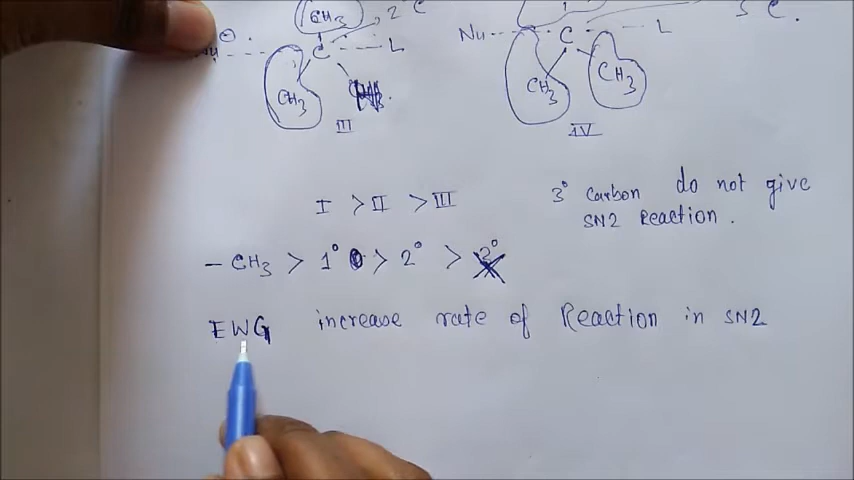 CH3 C 2° C
Nu C L
CH3
III
Nu C L 3°C.
CH3 CH3
IV
I > II > III
3° Carbon do not give
SN2 Reaction.
- CH3 > 1° > 2° >
EWG increase rate of Reaction in SN2